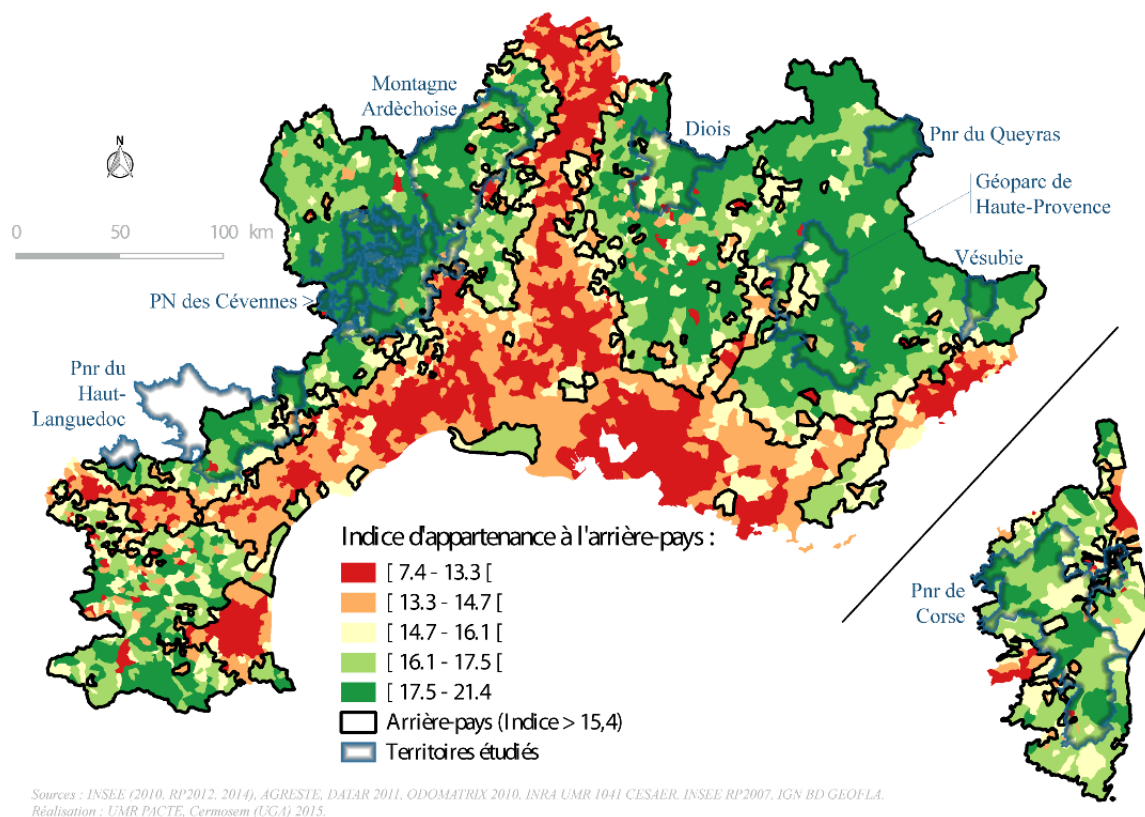 Montagne
Ardèchoise
Diois
Pnr du Queyras
Géoparc de
Haute-Provence
Vésubie
N
0 50 100 km
PN des Cévennes >
Pnr du
Haut-
Languedoc
Pnr de
Corse
Indice d'appartenance à l'arrière-pays :
[ 7.4 - 13.3 [
[ 13.3 - 14.7 [
[ 14.7 - 16.1 [
[ 16.1 - 17.5 [
[ 17.5 - 21.4
Arrière-pays (Indice > 15,4)
Territoires étudiés
Sources : INSEE (2010, RP2012, 2014), AGRESTE, DATAR 2011, ODOMATRIX 2010, INRA UMR 1041 CESAER, INSEE RP2007, IGN BD GEOFLA.
Réalisation : UMR PACTE, Cermosem (UGA) 2015.